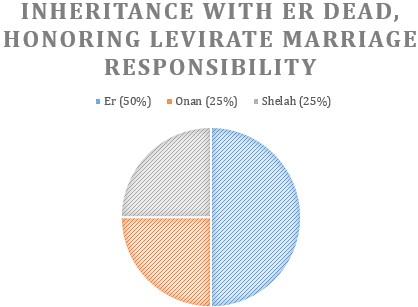 INHERITANCE WITH ER DEAD,
HONORING LEVIRATE MARRIAGE
RESPONSIBILITY
Er (50%) Onan (25%) Shelah (25%)